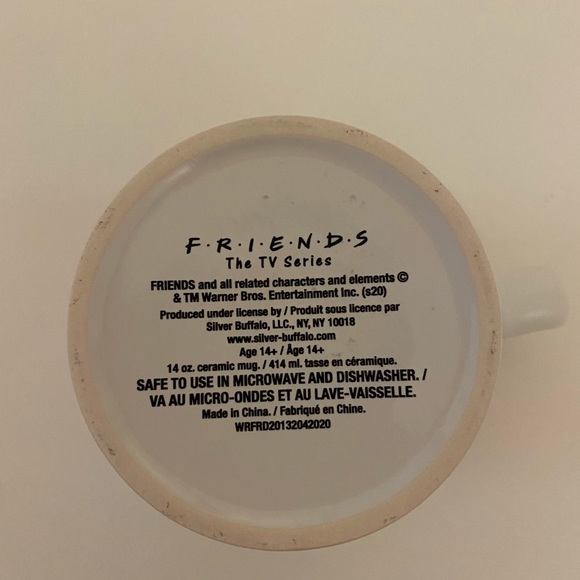 F·R·I·E·N·D·S
The TV Series
FRIENDS and all related characters and elements ©
& TM Warner Bros. Entertainment Inc. (s20)
Produced under license by / Produit sous licence par
Silver Buffalo, LLC., NY, NY 10018
www.silver-buffalo.com
Age 14+ / Âge 14+
14 oz. ceramic mug. / 414 ml. tasse en céramique.
SAFE TO USE IN MICROWAVE AND DISHWASHER. /
VA AU MICRO-ONDES ET AU LAVE-VAISSELLE.
Made in China. / Fabriqué en Chine.
WRFRD20132042020